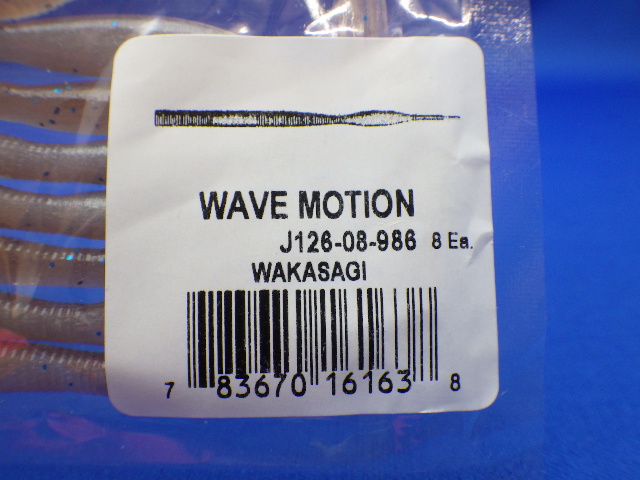 WAVE MOTION
J126-08-986 8 Ea.
WAKASAGI
7 83670 16163 8